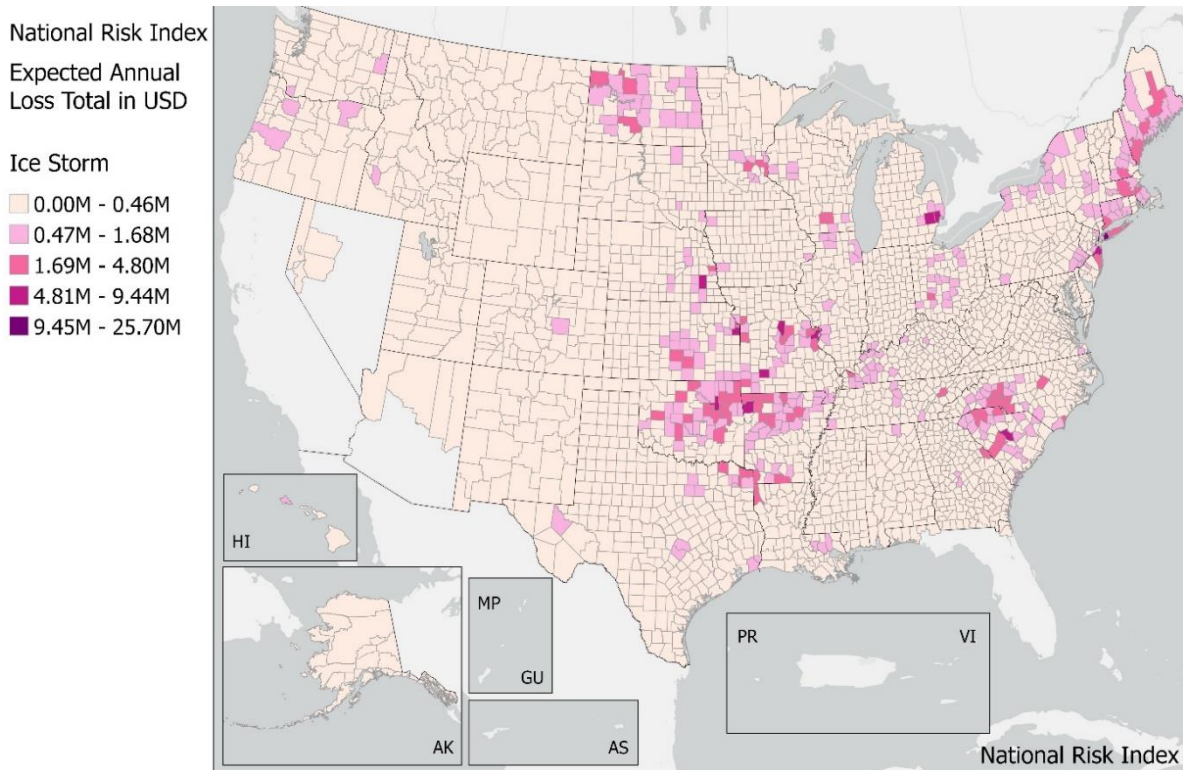 National Risk Index
Expected Annual
Loss Total in USD
Ice Storm
0.00M - 0.46M
0.47M - 1.68M
1.69M - 4.80M
4.81M - 9.44M
9.45M - 25.70M
HI
AK
MP
GU
AS
PR
VI
National Risk Index